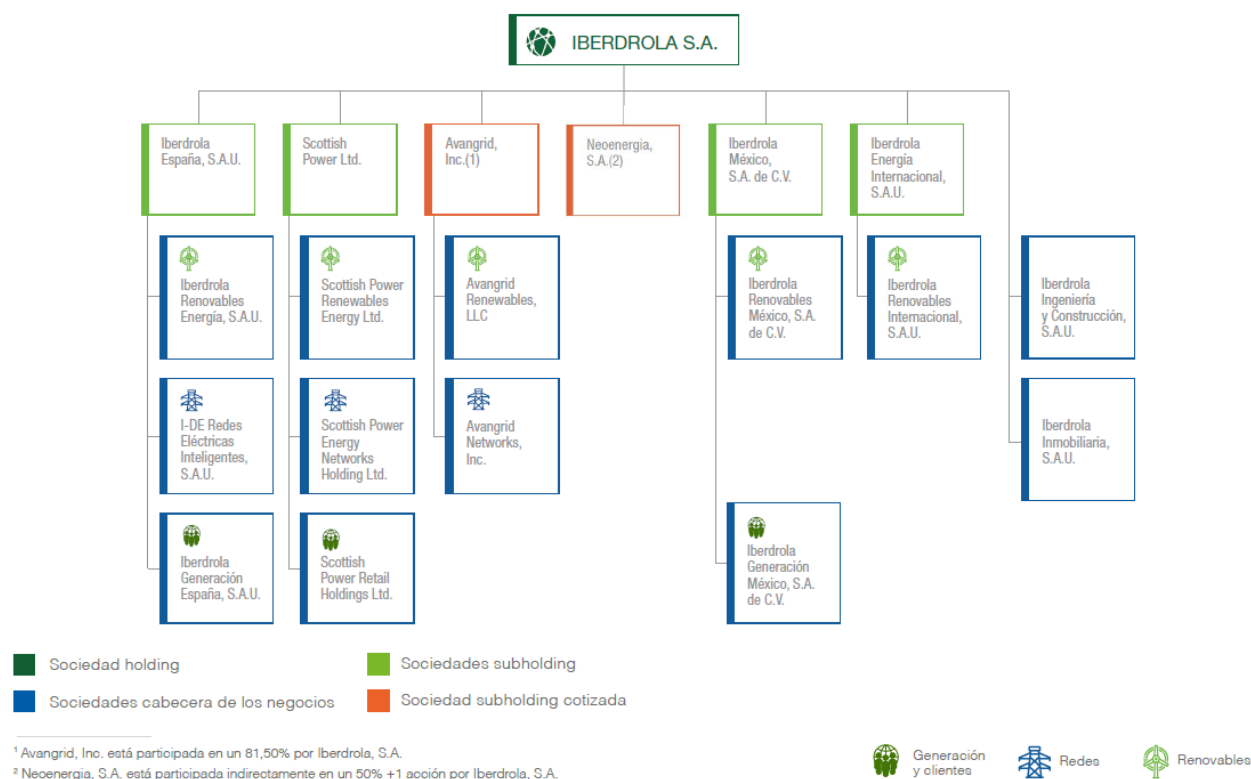 IBERDROLA S.A.
Iberdrola
España, S.A.U.
Scottish
Power Ltd.
Avangrid,
Inc.(1)
Neoenergia,
S.A.(2)
Iberdrola
México,
S.A. de C.V.
Iberdrola
Energía
Internacional,
S.A.U.
Iberdrola
Renovables
Energía, S.A.U.
Scottish Power
Renewables
Energy Ltd.
Avangrid
Renewables,
LLC
Iberdrola
Renovables
México, S.A.
de C.V.
Iberdrola
Renovables
Internacional,
S.A.U.
Iberdrola
Ingeniería
y Construcción,
S.A.U.
I-DE Redes
Eléctricas
Inteligentes,
S.A.U.
Scottish Power
Energy
Networks
Holding Ltd.
Avangrid
Networks,
Inc.
Iberdrola
Inmobiliaria,
S.A.U.
Iberdrola
Generación
España, S.A.U.
Scottish
Power Retail
Holdings Ltd.
Iberdrola
Generación
México, S.A.
de C.V.
Sociedad holding
Sociedades subholding
Sociedades cabecera de los negocios
Sociedad subholding cotizada
¹ Avangrid, Inc. está participada en un 81,50% por Iberdrola, S.A.
² Neoenergia, S.A. está participada indirectamente en un 50% +1 acción por Iberdrola, S.A.
Generación
y clientes
Redes
Renovables